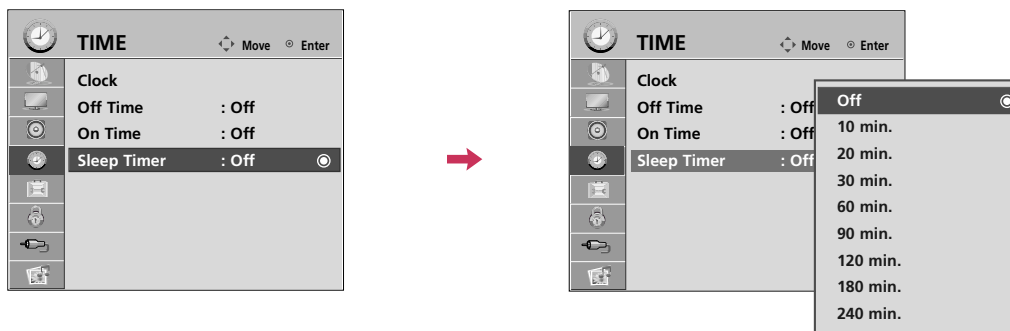 TIME
Move Enter
Clock
Off Time : Off
On Time : Off
Sleep Timer : Off
TIME
Move Enter
Clock
Off Time : Off
On Time : Off
Sleep Timer : Off
Off
10 min.
20 min.
30 min.
60 min.
90 min.
120 min.
180 min.
240 min.